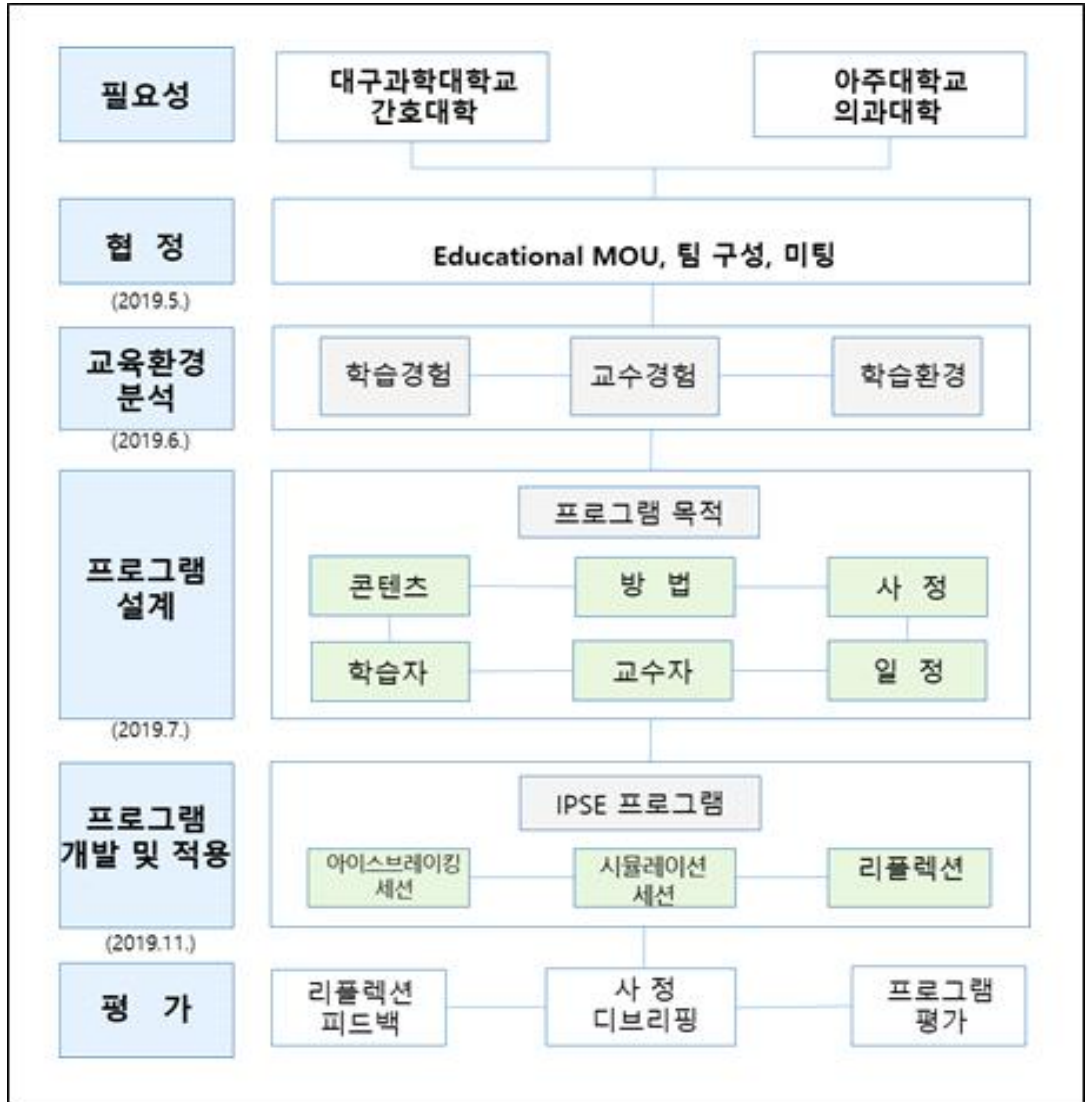 필요성
대구과학대학교
간호대학
아주대학교
의과대학
협 정
(2019.5.)
Educational MOU, 팀 구성, 미팅
교육환경
분석
(2019.6.)
학습경험
교수경험
학습환경
프로그램
설계
(2019.7.)
프로그램 목적
콘텐츠
방 법
사 정
학습자
교수자
일 정
프로그램
개발 및 적용
(2019.11.)
IPSE 프로그램
아이스브레이킹
세션
시뮬레이션
세션
리플렉션
평 가
리플렉션
피드백
사 정
디브리핑
프로그램
평가